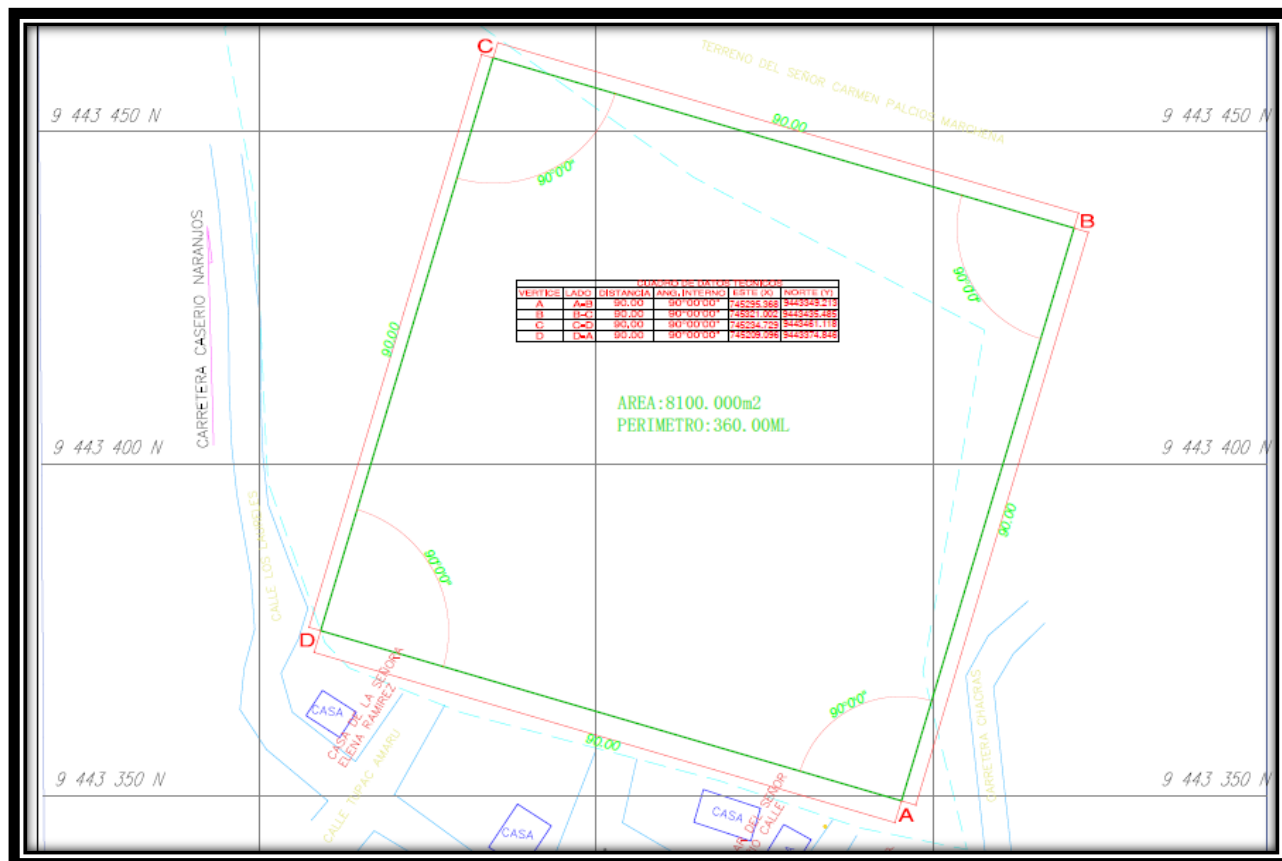 C
TERRENO DEL SEÑOR CARMEN PALCIOS MARCHENA
9 443 450 N
9 443 450 N
90.00
90°0'0"
B
CARRETERA CASERIO NARANJOS
90°0'0"
CUADRO DE DATOS TECNICOS
VERTICE LADO DISTANCIA ANG. INTERNO ESTE (X) NORTE (Y)
A A-B 90.00 90°00'00" 745295.368 9443349.213
B B-C 90.00 90°00'00" 745321.002 9443435.485
C C-D 90.00 90°00'00" 745234.729 9443461.118
D D-A 90.00 90°00'00" 745209.096 9443374.846
90.00
AREA:8100.000m2
PERIMETRO:360.00ML
9 443 400 N
9 443 400 N
90.00
CALLE LOS LAURELES
90°0'0"
D
CASA DE LA SEÑORA
ELENA RAMIREZ
CASA
90°0'0"
CARRETERA CHACRAS
CALLE TUPAC AMARU
90.00
9 443 350 N
9 443 350 N
A
DEL SEÑOR
CALLE
CASA
CASA